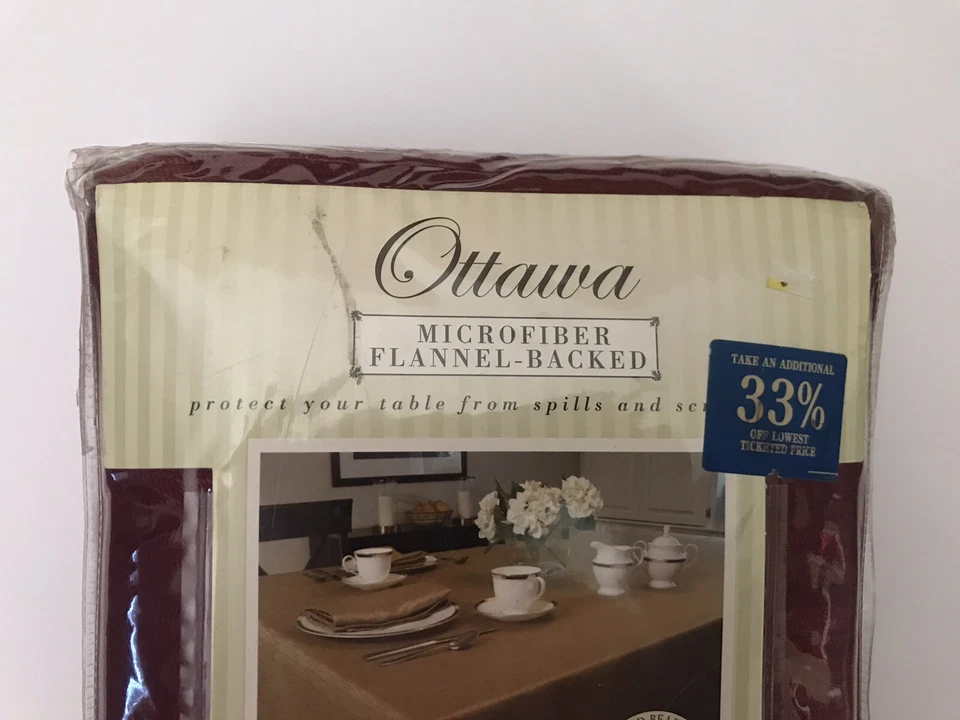 Ottawa
MICROFIBER
FLANNEL-BACKED
protect your table from spills and
TAKE AN ADDITIONAL
33%
OFF LOWEST
TICKETED PRICE